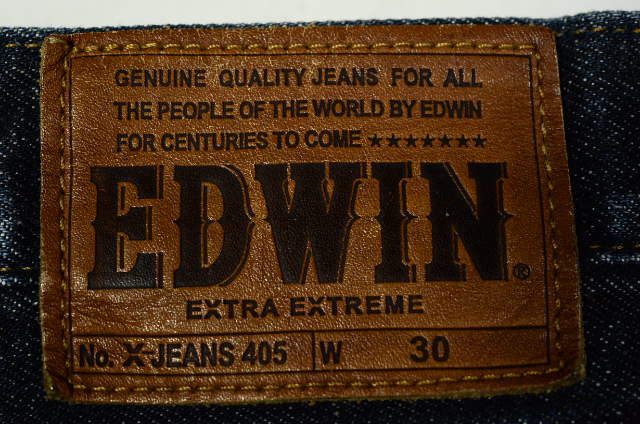 GENUINE QUALITY JEANS FOR ALL
THE PEOPLE OF THE WORLD BY EDWIN
FOR CENTURIES TO COME ★★★★★★★
EDWIN®
EXTRA EXTREME
No. X-JEANS 405 W 30